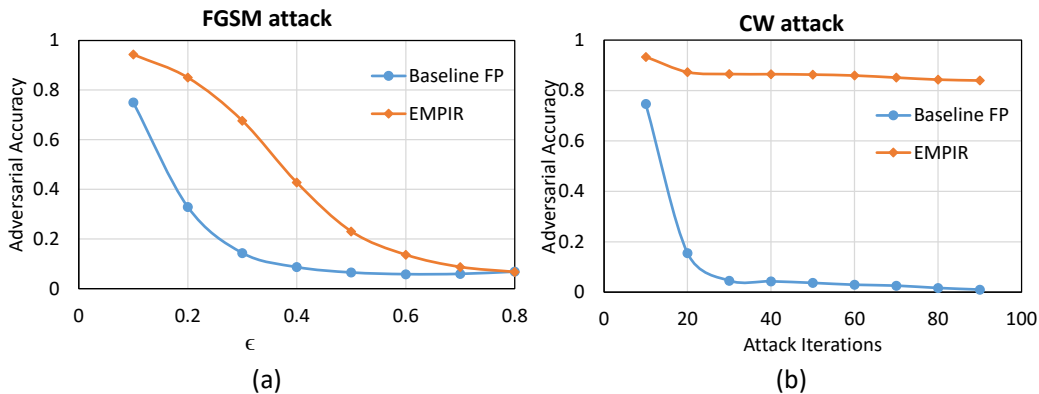 FGSM attack
Adversarial Accuracy
1
0.8
0.6
0.4
0.2
0
0
0.2
0.4
0.6
0.8
ϵ
Baseline FP
EMPIR
(a)
CW attack
Adversarial Accuracy
1
0.8
0.6
0.4
0.2
0
0
20
40
60
80
100
Attack Iterations
Baseline FP
EMPIR
(b)